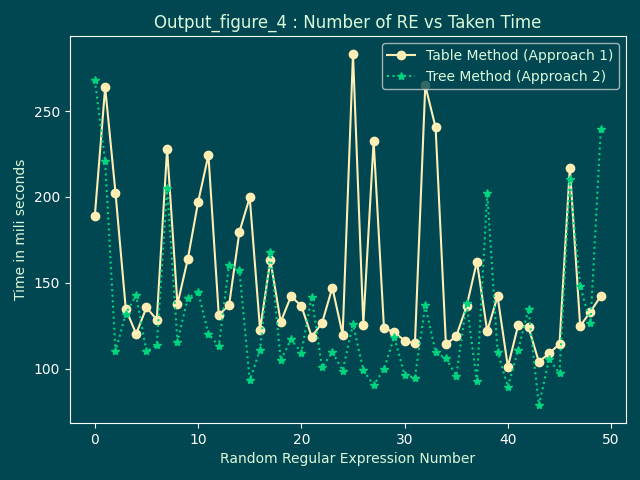 Output_figure_4 : Number of RE vs Taken Time
Table Method (Approach 1)
Tree Method (Approach 2)
Time in mili seconds
250
200
150
100
0 10 20 30 40 50
Random Regular Expression Number